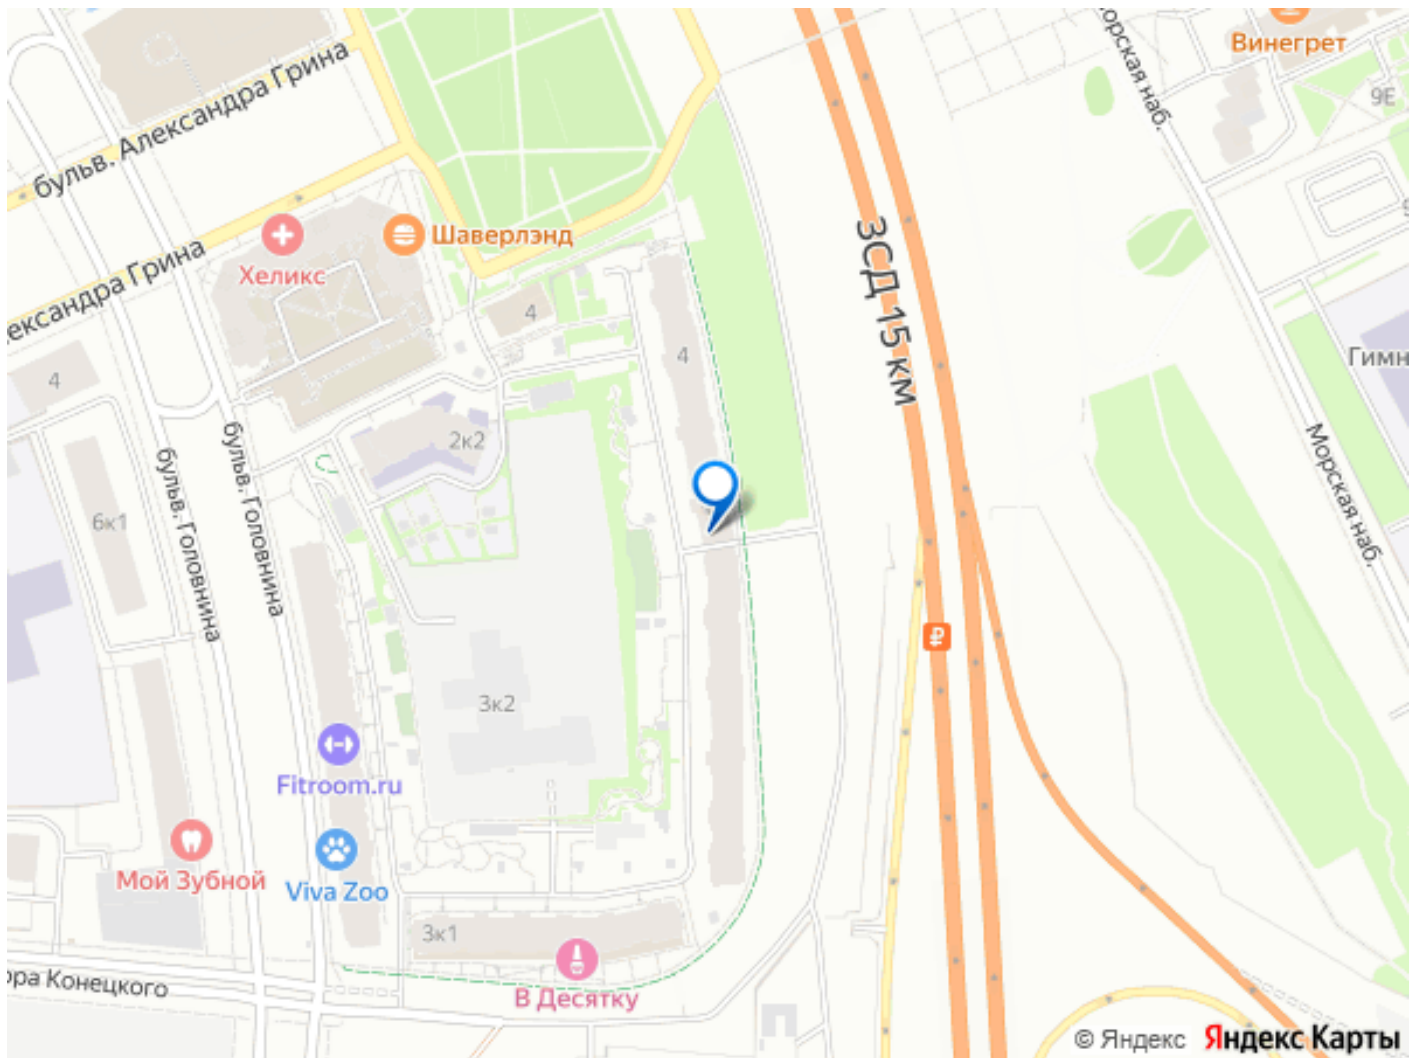 Винегрет
орская наб.
9Е
бульв. Александра Грина
Шаверлэнд
Хеликс
ександра Грина
ЗСД 15 км
4
4
4
Гимн
2к2
бульв. Головнина
бульв. Головнина
Морская наб.
6к1
3к2
Fitroom.ru
Мой Зубной
Viva Zoo
3к1
В Десятку
ора Конецкого
© Яндекс Яндекс Карты